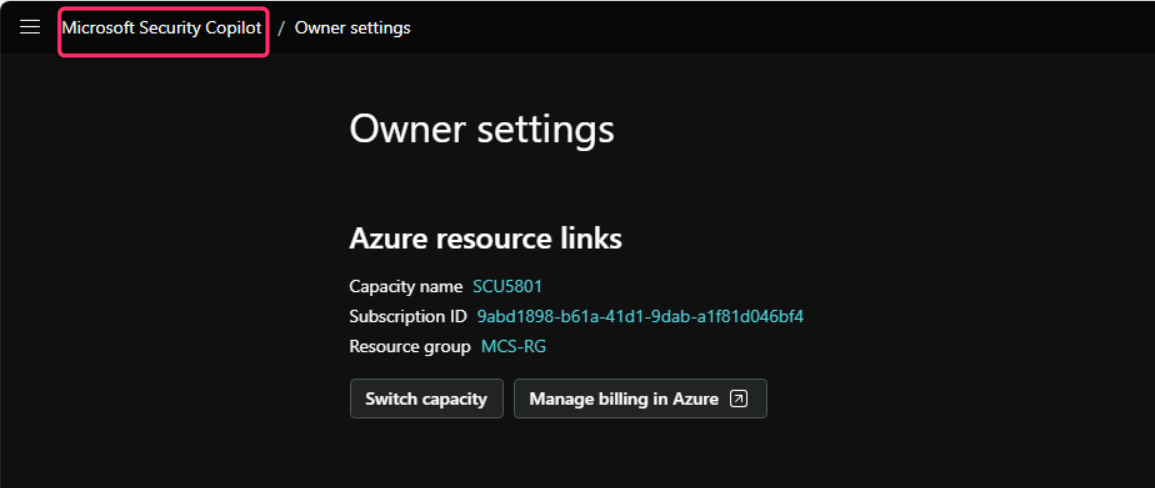 Microsoft Security Copilot / Owner settings
Owner settings
Azure resource links
Capacity name SCU5801
Subscription ID 9abd1898-b61a-41d1-9dab-a1f81d046bf4
Resource group MCS-RG
Switch capacity Manage billing in Azure